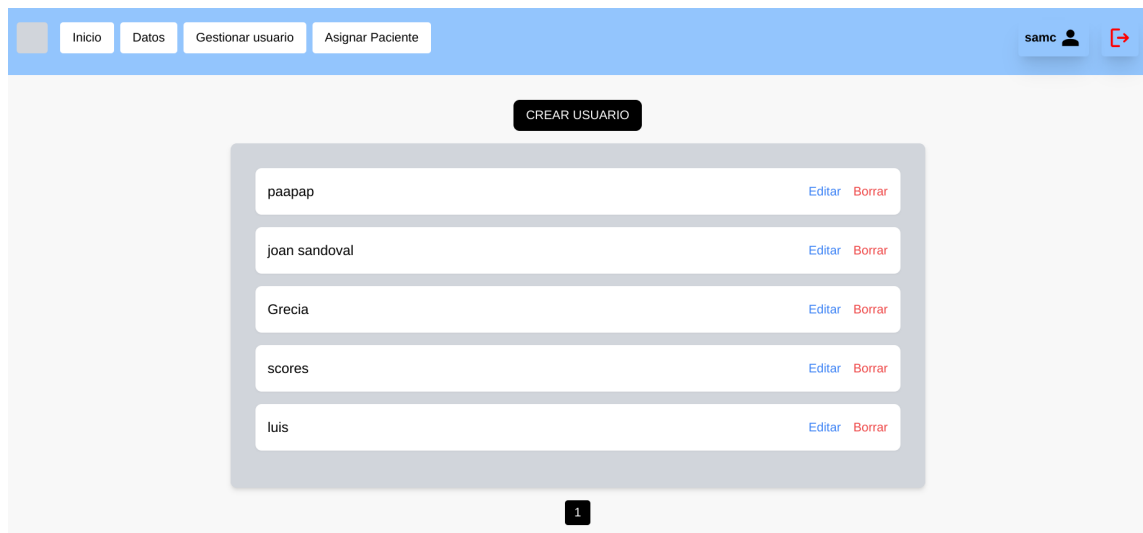 Inicio Datos Gestionar usuario Asignar Paciente samc
CREAR USUARIO
paapap Editar Borrar
joan sandoval Editar Borrar
Grecia Editar Borrar
scores Editar Borrar
luis Editar Borrar
1